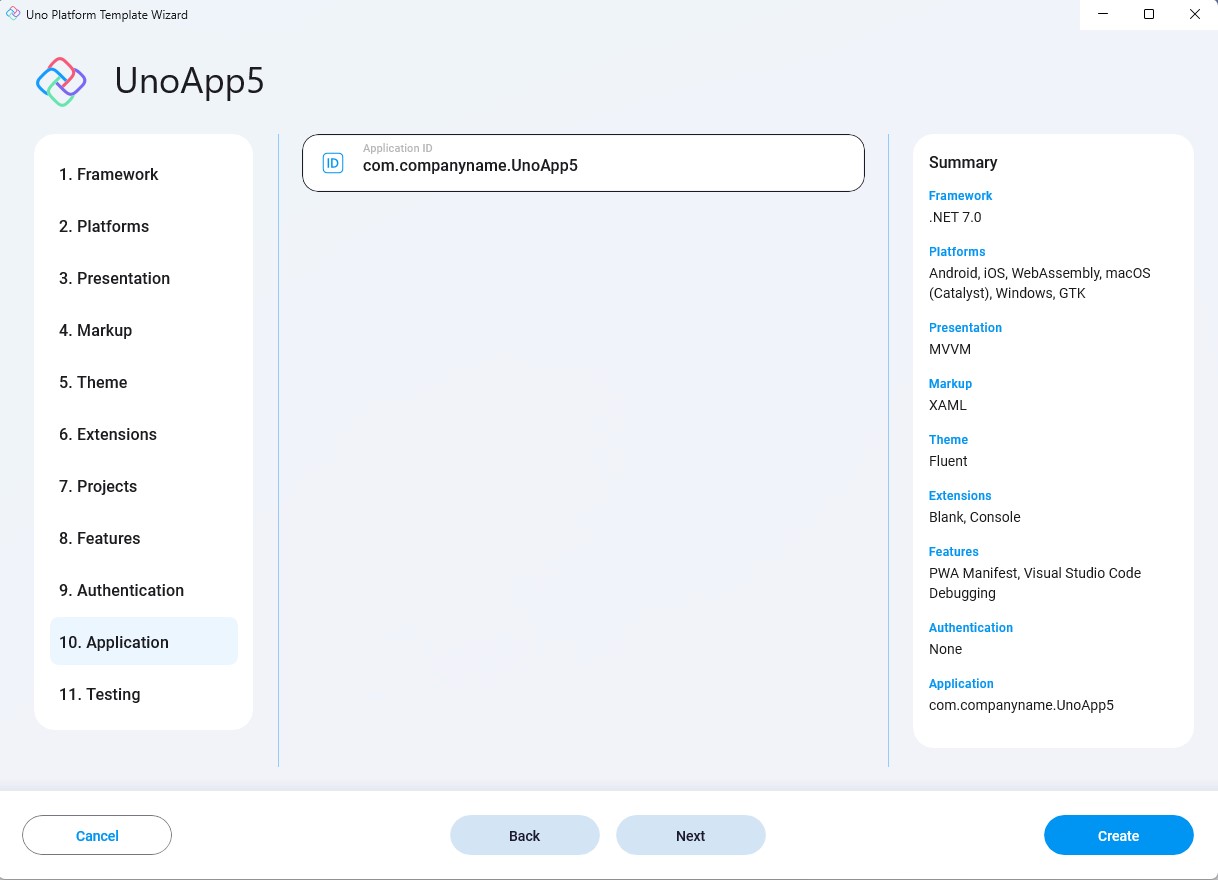 Uno Platform Template Wizard
UnoApp5
1. Framework
2. Platforms
3. Presentation
4. Markup
5. Theme
6. Extensions
7. Projects
8. Features
9. Authentication
10. Application
11. Testing
ID
Application ID
com.companyname.UnoApp5
Summary
Framework
.NET 7.0
Platforms
Android, iOS, WebAssembly, macOS
(Catalyst), Windows, GTK
Presentation
MVVM
Markup
XAML
Theme
Fluent
Extensions
Blank, Console
Features
PWA Manifest, Visual Studio Code
Debugging
Authentication
None
Application
com.companyname.UnoApp5
Cancel
Back
Next
Create